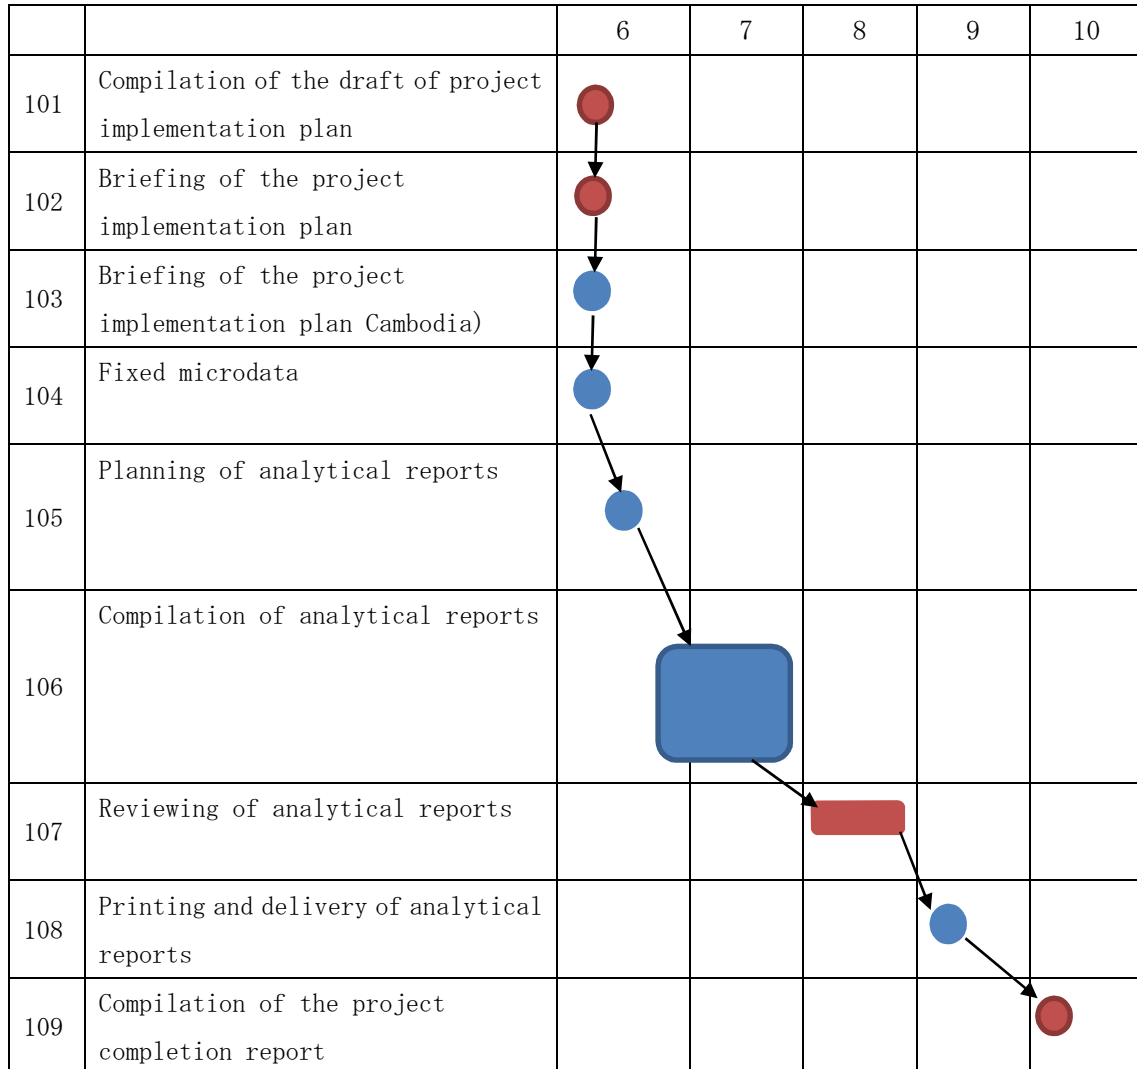 6 7 8 9 10
101 Compilation of the draft of project
implementation plan
102 Briefing of the project
implementation plan
103 Briefing of the project
implementation plan Cambodia)
104 Fixed microdata
105 Planning of analytical reports
106 Compilation of analytical reports
107 Reviewing of analytical reports
108 Printing and delivery of analytical
reports
109 Compilation of the project
completion report